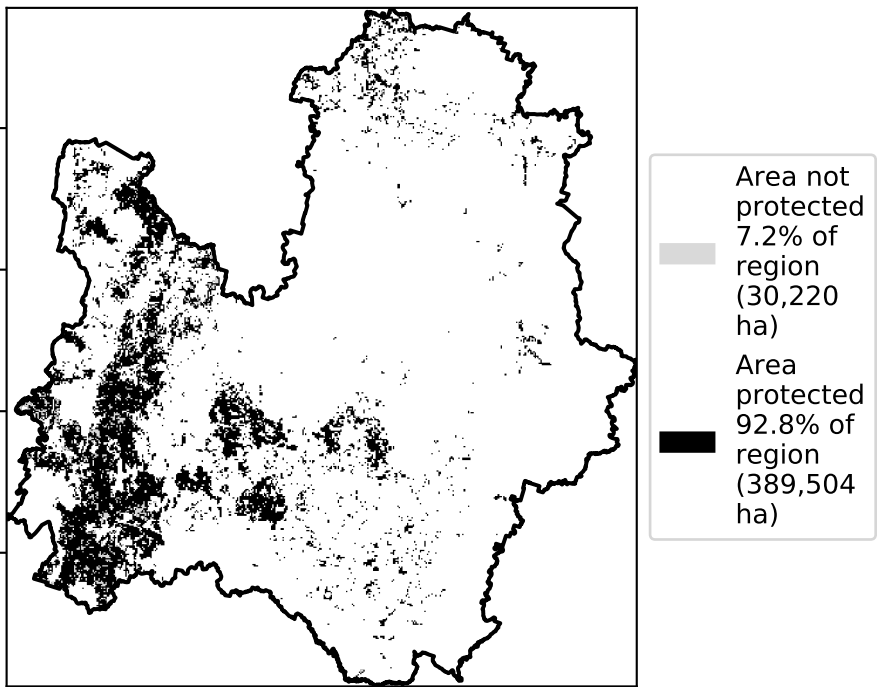 Area not
protected
7.2% of
region
(30,220
ha)
Area
protected
92.8% of
region
(389,504
ha)